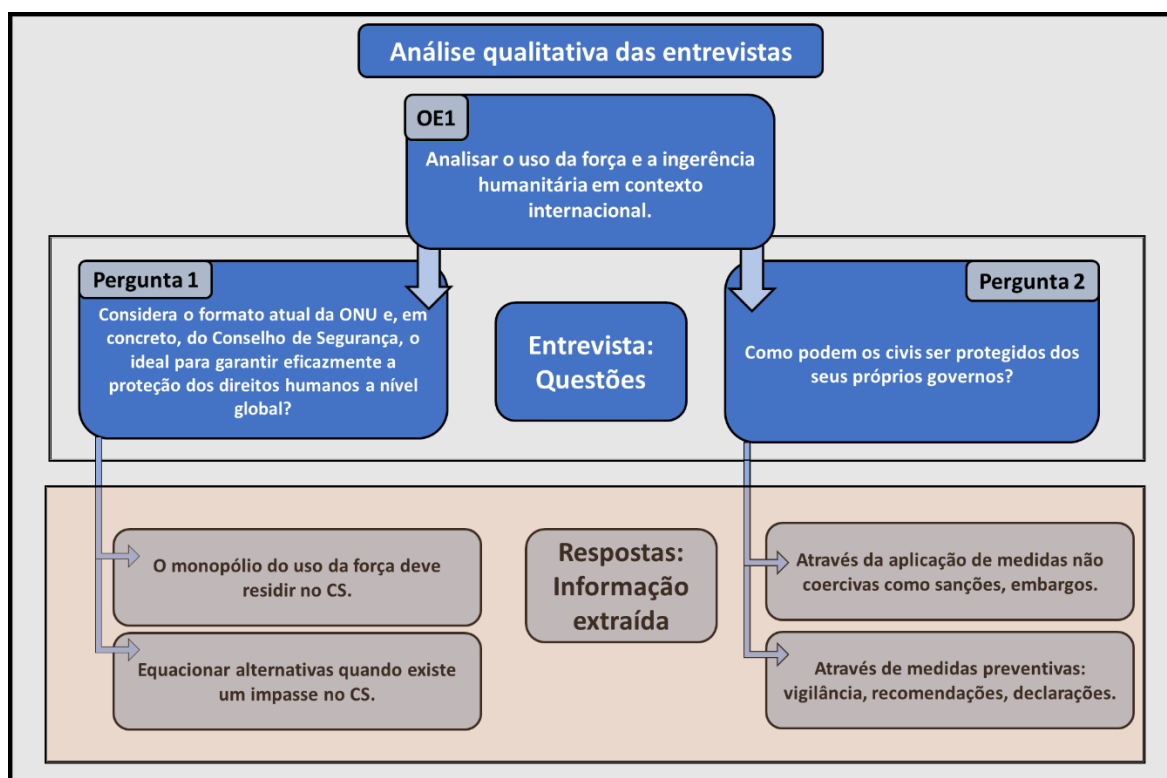 Análise qualitativa das entrevistas
OE1
Analisar o uso da força e a ingerência
humanitária em contexto
internacional.
Pergunta 1
Considera o formato atual da ONU e, em
concreto, do Conselho de Segurança, o
ideal para garantir eficazmente a
proteção dos direitos humanos a nível
global?
Entrevista:
Questões
Pergunta 2
Como podem os civis ser protegidos dos
seus próprios governos?
O monopólio do uso da força deve
residir no CS.
Equacionar alternativas quando existe
um impasse no CS.
Respostas:
Informação
extraída
Através da aplicação de medidas não
coercivas como sanções, embargos.
Através de medidas preventivas:
vigilância, recomendações, declarações.